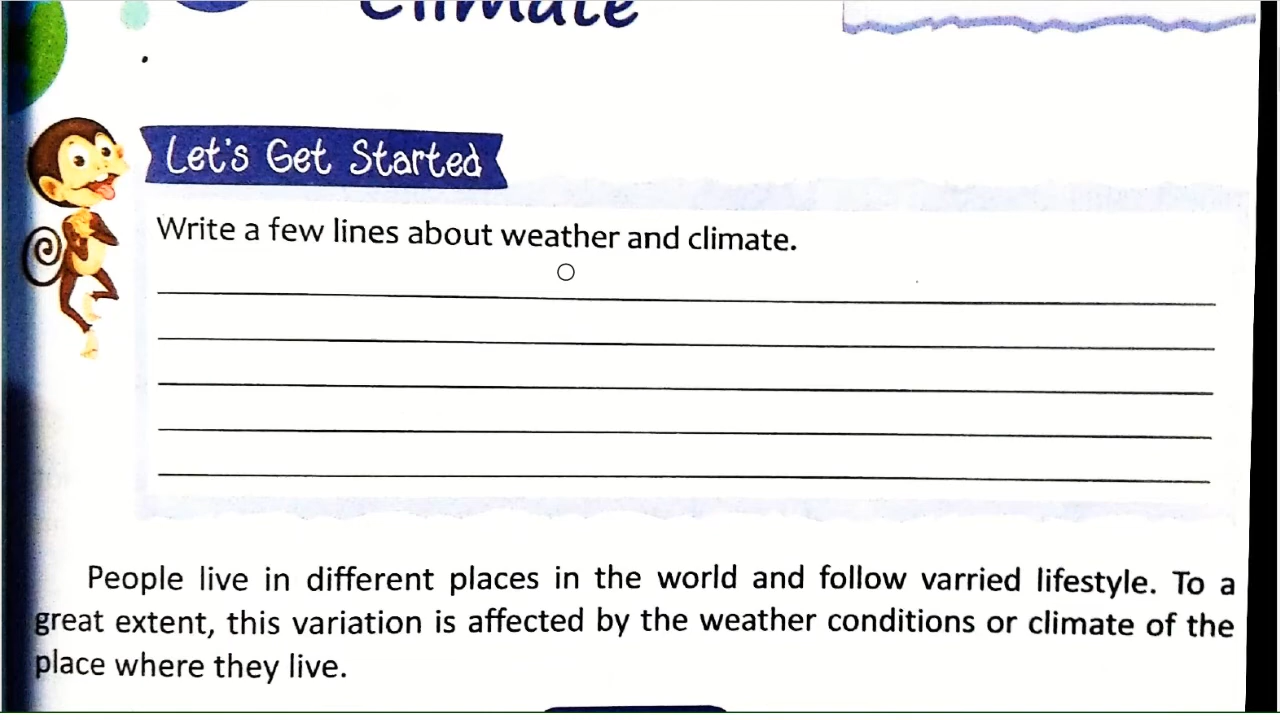 Climate
Let's Get Started
Write a few lines about weather and climate.
People live in different places in the world and follow varried lifestyle. To a
great extent, this variation is affected by the weather conditions or climate of the
place where they live.